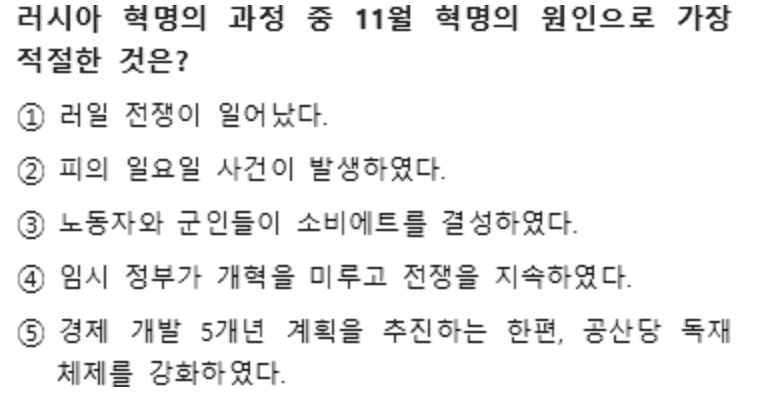 러시아 혁명의 과정 중 11월 혁명의 원인으로 가장
적절한 것은?
① 러일 전쟁이 일어났다.
② 피의 일요일 사건이 발생하였다.
③ 노동자와 군인들이 소비에트를 결성하였다.
④ 임시 정부가 개혁을 미루고 전쟁을 지속하였다.
⑤ 경제 개발 5개년 계획을 추진하는 한편, 공산당 독재
체제를 강화하였다.